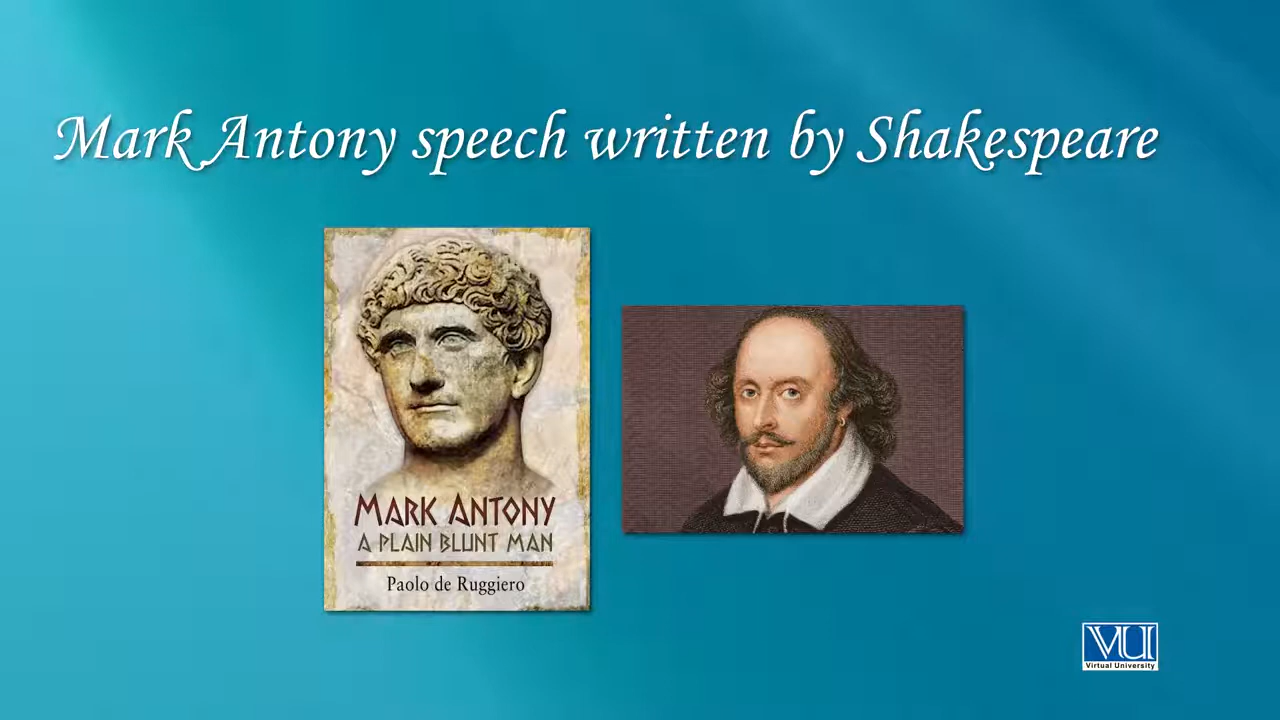 Mark Antony speech written by Shakespeare
MARK ANTONY
A PLAIN BLUNT MAN
Paolo de Ruggiero
VU
Virtual University